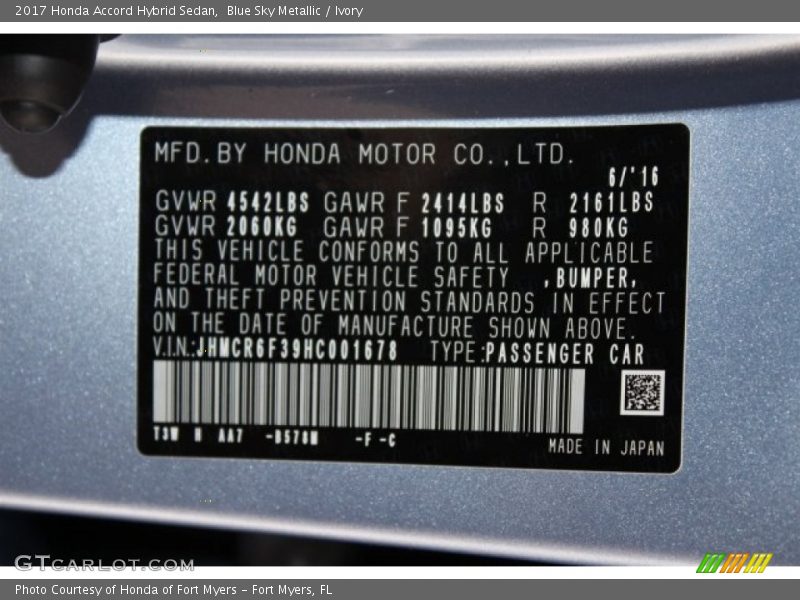 2017 Honda Accord Hybrid Sedan,  Blue Sky Metallic / Ivory
MFD. BY HONDA MOTOR CO.,LTD.
6/'16
GVWR 4542LBS GAWR F 2414LBS R 2161LBS
GVWR 2060KG GAWR F 1095KG R 980KG
THIS VEHICLE CONFORMS TO ALL APPLICABLE
FEDERAL MOTOR VEHICLE SAFETY ,BUMPER,
AND THEFT PREVENTION STANDARDS IN EFFECT
ON THE DATE OF MANUFACTURE SHOWN ABOVE.
V.I.N.:JHMCR6F39HC001678 TYPE:PASSENGER CAR
T3W AA7 -B578M -F -C
MADE IN JAPAN
GTCARLOT.COM
Photo Courtesy of Honda of Fort Myers – Fort Myers, FL